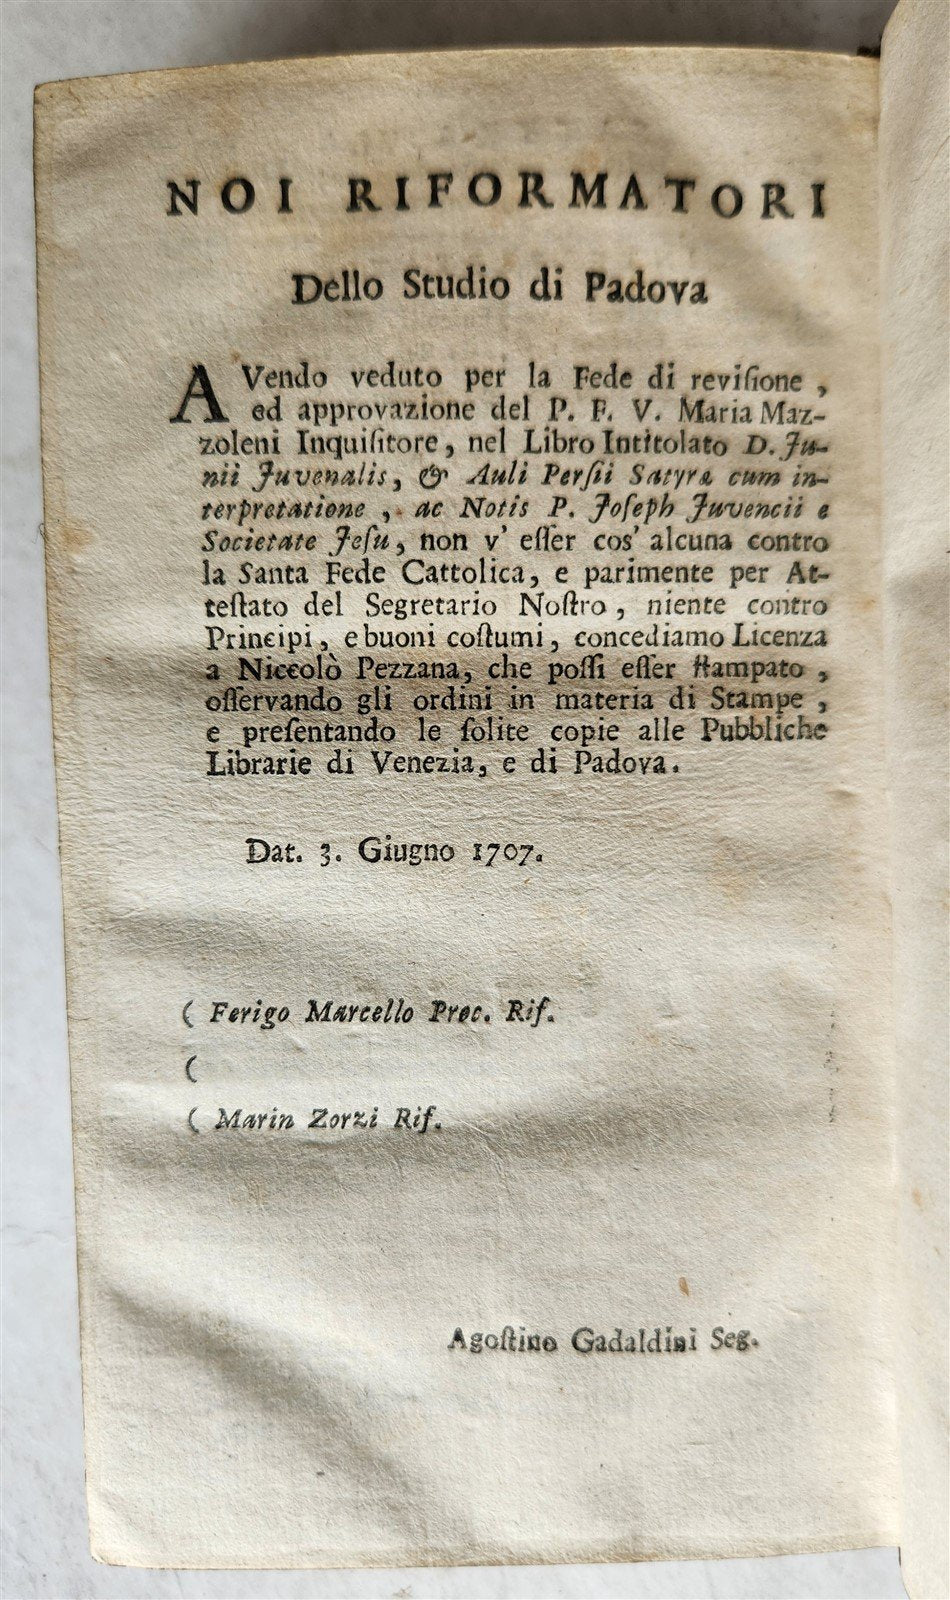 NOI RIFORMATORI
Dello Studio di Padova
AVendo veduto per la Fede di reviſione ,
ed approvazione del P. F. V. Maria Maz-
zoleni Inquiſitore, nel Libro Intitolato D. Ju-
nii Juvenalis, & Auli Perſii Satyræ cum in-
terpretatione , ac Notis P. Joſeph Juvencii e
Societate Jeſu, non v' eſſer cos' alcuna contro
la Santa Fede Cattolica, e parimente per At-
teſtato del Segretario Noſtro, niente contro
Principi, e buoni coſtumi, concediamo Licenza
a Niccolò Pezzana, che poſſi eſſer ſtampato ,
oſſervando gli ordini in materia di Stampe ,
e preſentando le ſolite copie alle Pubbliche
Librarie di Venezia, e di Padova.
Dat. 3. Giugno 1707.
( Ferigo Marcello Proc. Rif.
(
( Marin Zorzi Rif.
Agoſtino Gadaldini Seg.